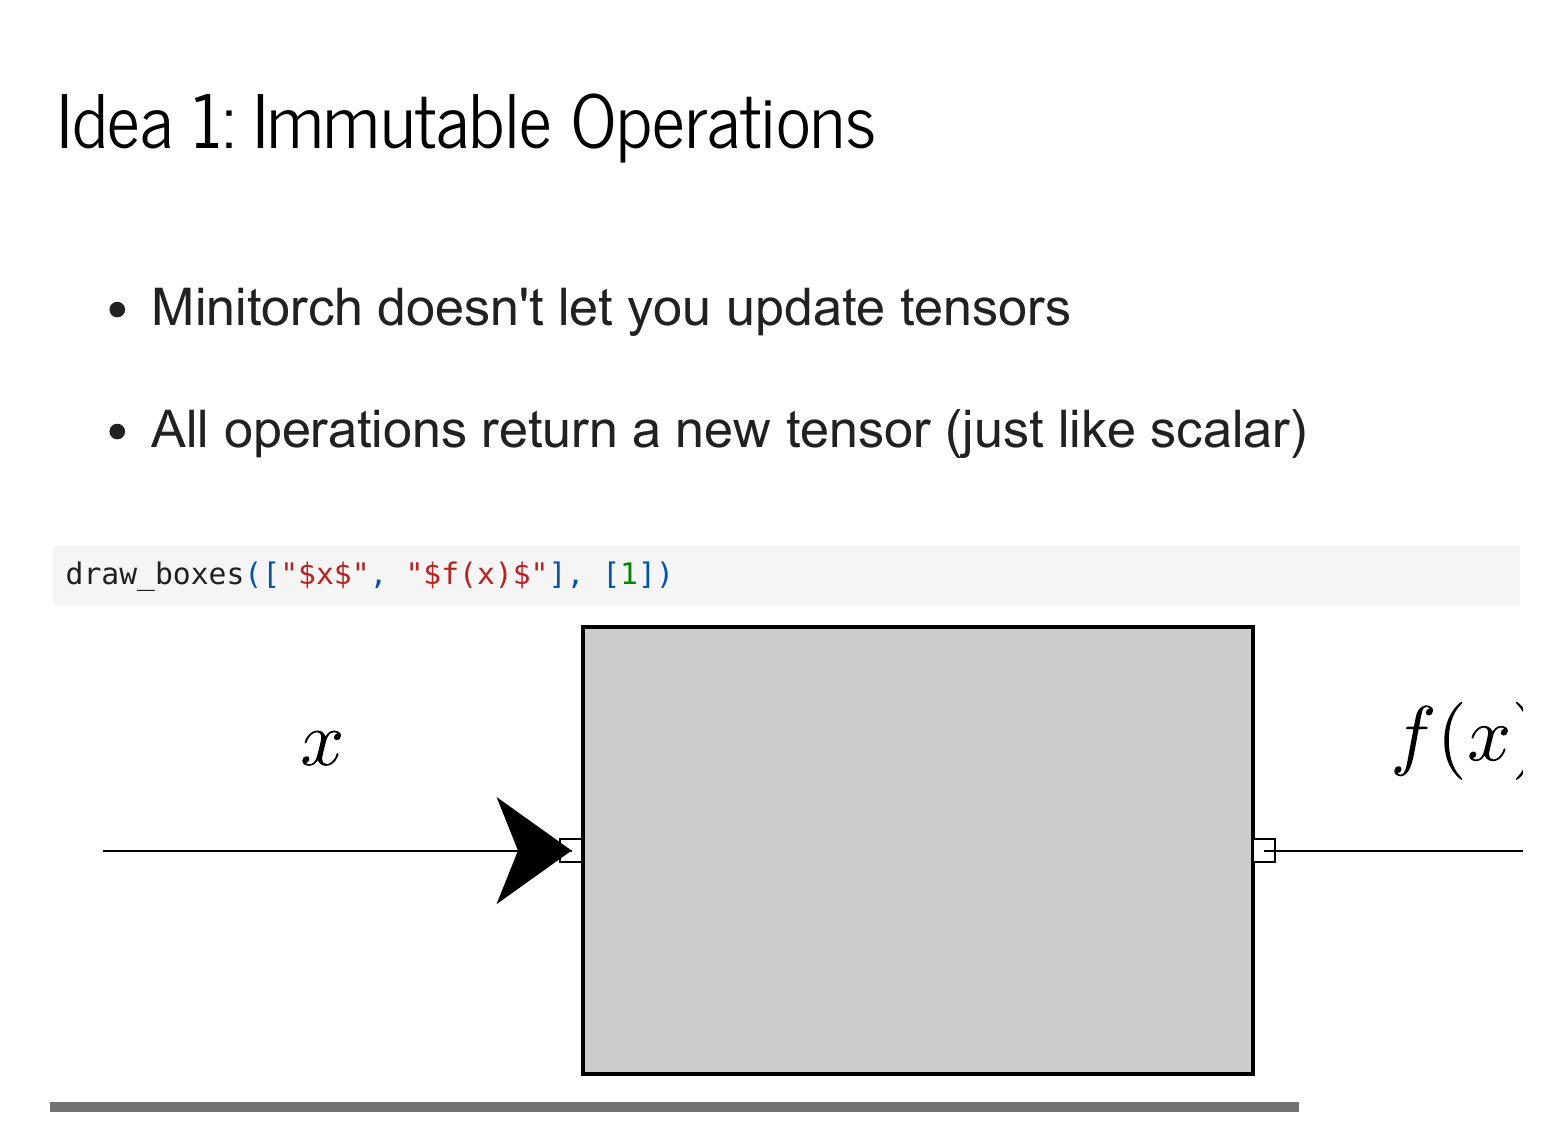 Idea 1: Immutable Operations
• Minitorch doesn't let you update tensors
• All operations return a new tensor (just like scalar)
draw_boxes(["$x$", "$f(x)$"], [1])
x
f(x)